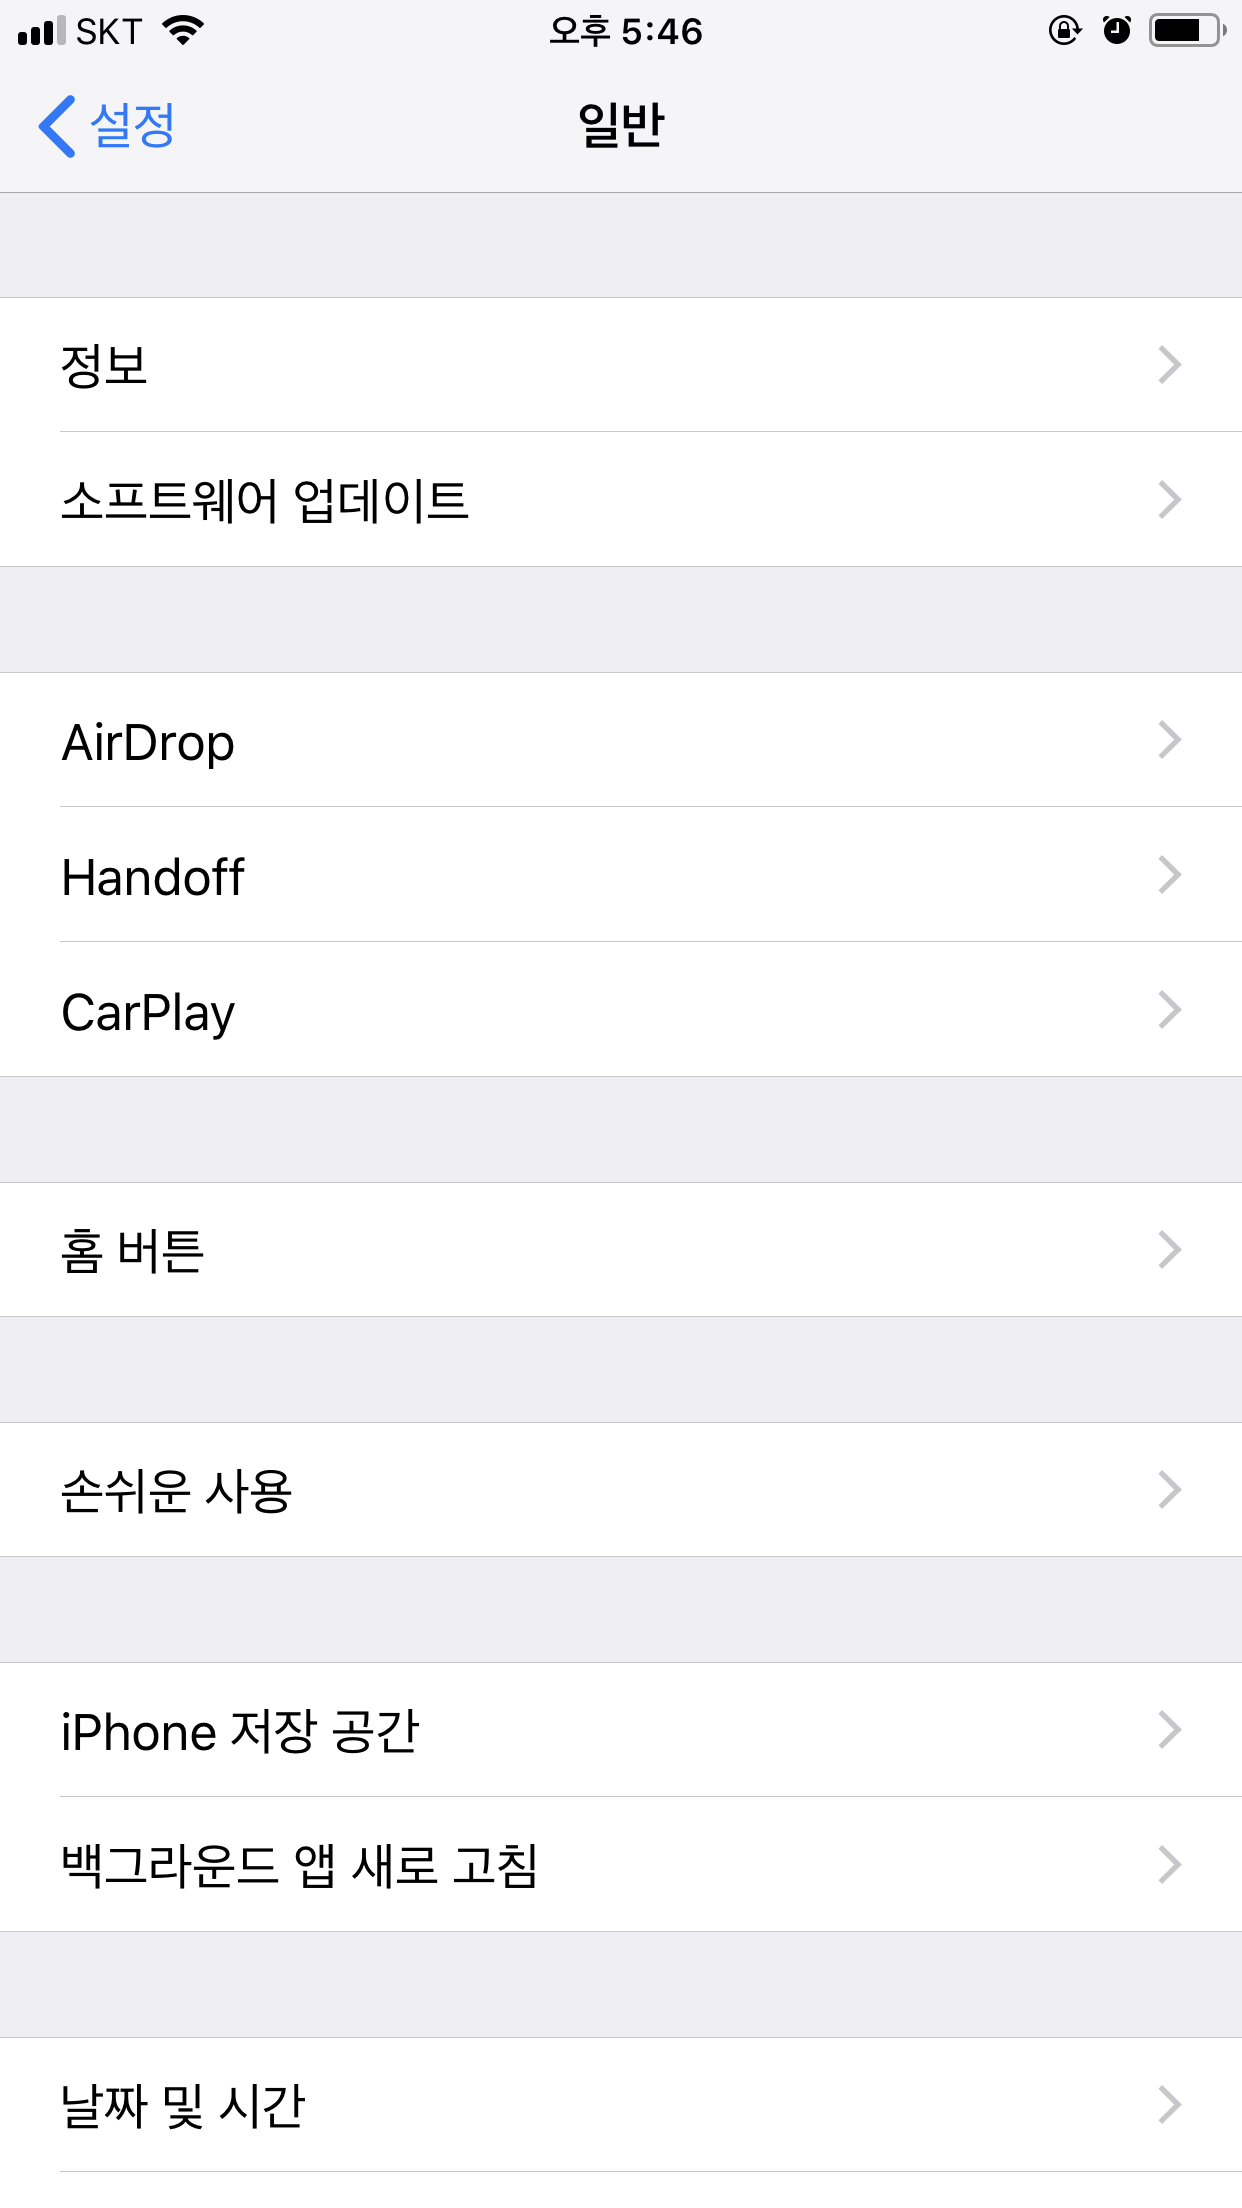 SKT 오후 5:46
설정 일반
정보
소프트웨어 업데이트
AirDrop
Handoff
CarPlay
홈 버튼
손쉬운 사용
iPhone 저장 공간
백그라운드 앱 새로 고침
날짜 및 시간